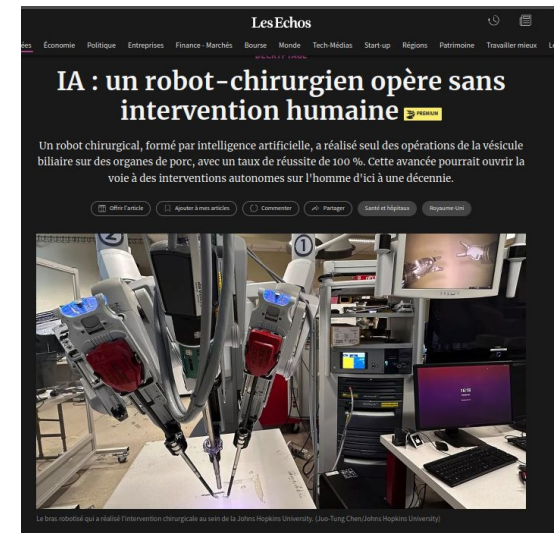 Les Echos
Économie Politique Entreprises Finance - Marchés Bourse Monde Tech-Médias Start-up Régions Patrimoine Travailler mieux
DÉCRYPTAGE
IA : un robot-chirurgien opère sans
intervention humaine PREMIUM
Un robot chirurgical, formé par intelligence artificielle, a réalisé seul des opérations de la vésicule
biliaire sur des organes de porc, avec un taux de réussite de 100 %. Cette avancée pourrait ouvrir la
voie à des interventions autonomes sur l'homme d'ici à une décennie.
Offrir l'article Ajouter à mes articles Commenter Partager Santé et hôpitaux Royaume-Uni
2 1
16:16
Le bras robotisé qui a réalisé l'intervention chirurgicale au sein de la Johns Hopkins University. (Juo-Tung Chen/Johns Hopkins University)